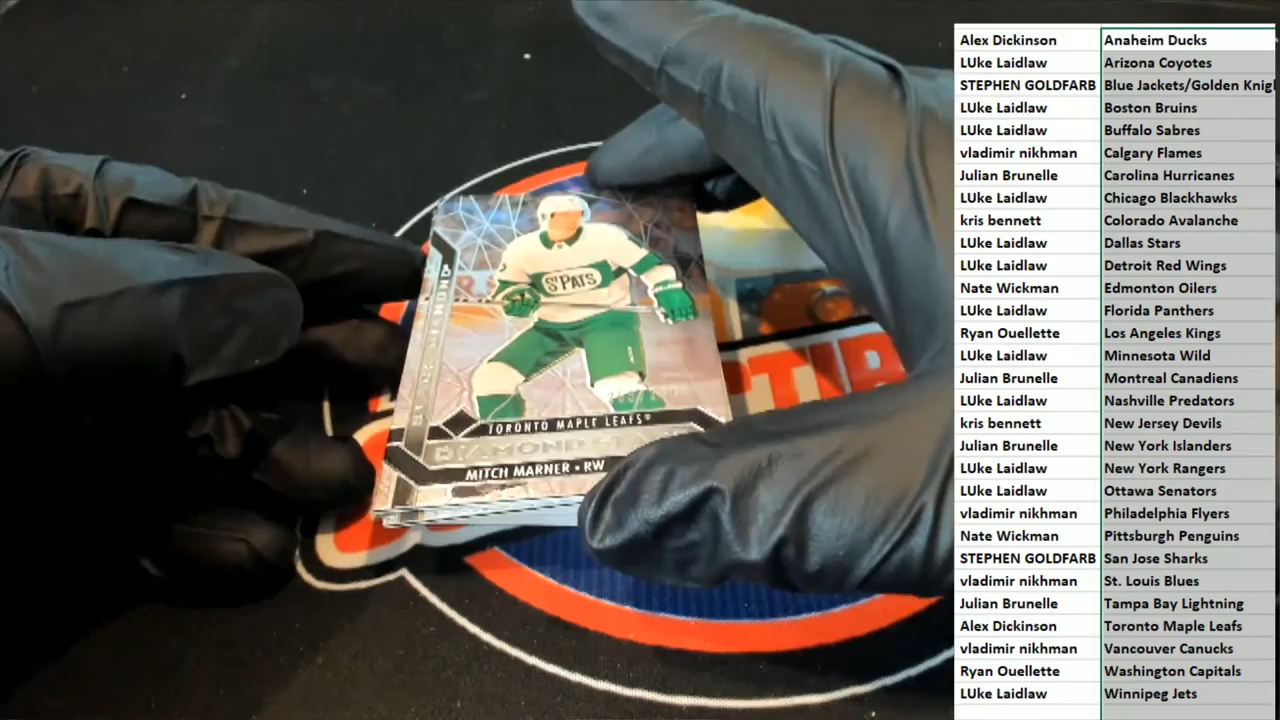 ST PATS
TORONTO MAPLE LEAFS
MITCH MARNER • RW
Alex Dickinson Anaheim Ducks
LUke Laidlaw Arizona Coyotes
STEPHEN GOLDFARB Blue Jackets/Golden Knig
LUke Laidlaw Boston Bruins
LUke Laidlaw Buffalo Sabres
vladimir nikhman Calgary Flames
Julian Brunelle Carolina Hurricanes
LUke Laidlaw Chicago Blackhawks
kris bennett Colorado Avalanche
LUke Laidlaw Dallas Stars
LUke Laidlaw Detroit Red Wings
Nate Wickman Edmonton Oilers
LUke Laidlaw Florida Panthers
Ryan Ouellette Los Angeles Kings
LUke Laidlaw Minnesota Wild
Julian Brunelle Montreal Canadiens
LUke Laidlaw Nashville Predators
kris bennett New Jersey Devils
Julian Brunelle New York Islanders
LUke Laidlaw New York Rangers
LUke Laidlaw Ottawa Senators
vladimir nikhman Philadelphia Flyers
Nate Wickman Pittsburgh Penguins
STEPHEN GOLDFARB San Jose Sharks
vladimir nikhman St. Louis Blues
Julian Brunelle Tampa Bay Lightning
Alex Dickinson Toronto Maple Leafs
vladimir nikhman Vancouver Canucks
Ryan Ouellette Washington Capitals
LUke Laidlaw Winnipeg Jets